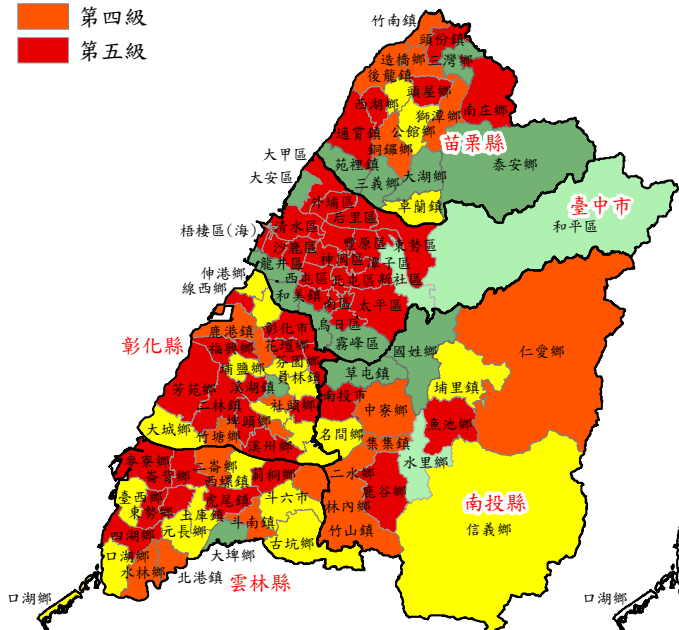 第四級
第五級
竹南鎮
頭份鎮
造橋鄉
三灣鄉
後龍鎮
頭屋鄉
西湖鄉
獅潭鄉
南庄鄉
通霄鎮
公館鄉
銅鑼鄉
苗栗縣
大甲區
苑裡鎮
大湖鄉
泰安鄉
大安區
三義鄉
卓蘭鎮
外埔區
臺中市
后里區
和平區
梧棲區(海)
清水區
沙鹿區
豐原區
東勢區
龍井區
神岡區
潭子區
伸港鄉
西屯區
北屯區
新社區
線西鄉
和美鎮
南區
太平區
鹿港鎮
彰化市
烏日區
彰化縣
福興鄉
花壇鄉
霧峰區
國姓鄉
仁愛鄉
芬園鄉
埔鹽鄉
員林鎮
草屯鎮
芳苑鄉
溪湖鎮
南投市
埔里鎮
二林鎮
社頭鄉
中寮鄉
埤頭鄉
魚池鄉
大城鄉
竹塘鄉
名間鄉
集集鎮
溪州鄉
水里鄉
麥寮鄉
二崙鄉
莿桐鄉
二水鄉
崙背鄉
西螺鎮
鹿谷鄉
南投縣
臺西鄉
虎尾鎮
斗六市
林內鄉
東勢鄉
土庫鎮
信義鄉
四湖鄉
元長鄉
斗南鎮
竹山鎮
口湖鄉
大埤鄉
古坑鄉
水林鄉
北港鎮
雲林縣
口湖鄉
口湖鄉